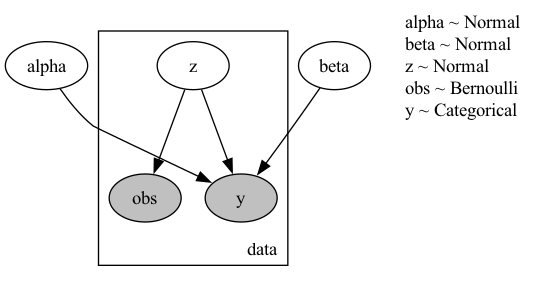 alpha
z
beta
obs
y
data
alpha ~ Normal
beta ~ Normal
z ~ Normal
obs ~ Bernoulli
y ~ Categorical